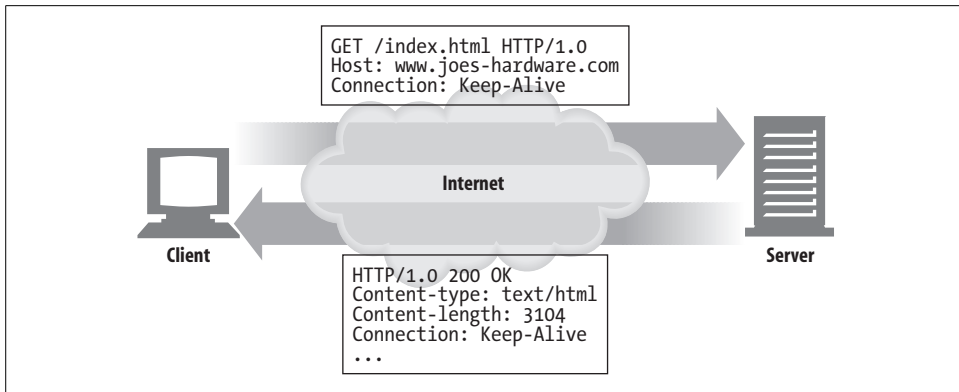 GET /index.html HTTP/1.0
Host: www.joes-hardware.com
Connection: Keep-Alive
Internet
Client
Server
HTTP/1.0 200 OK
Content-type: text/html
Content-length: 3104
Connection: Keep-Alive
...